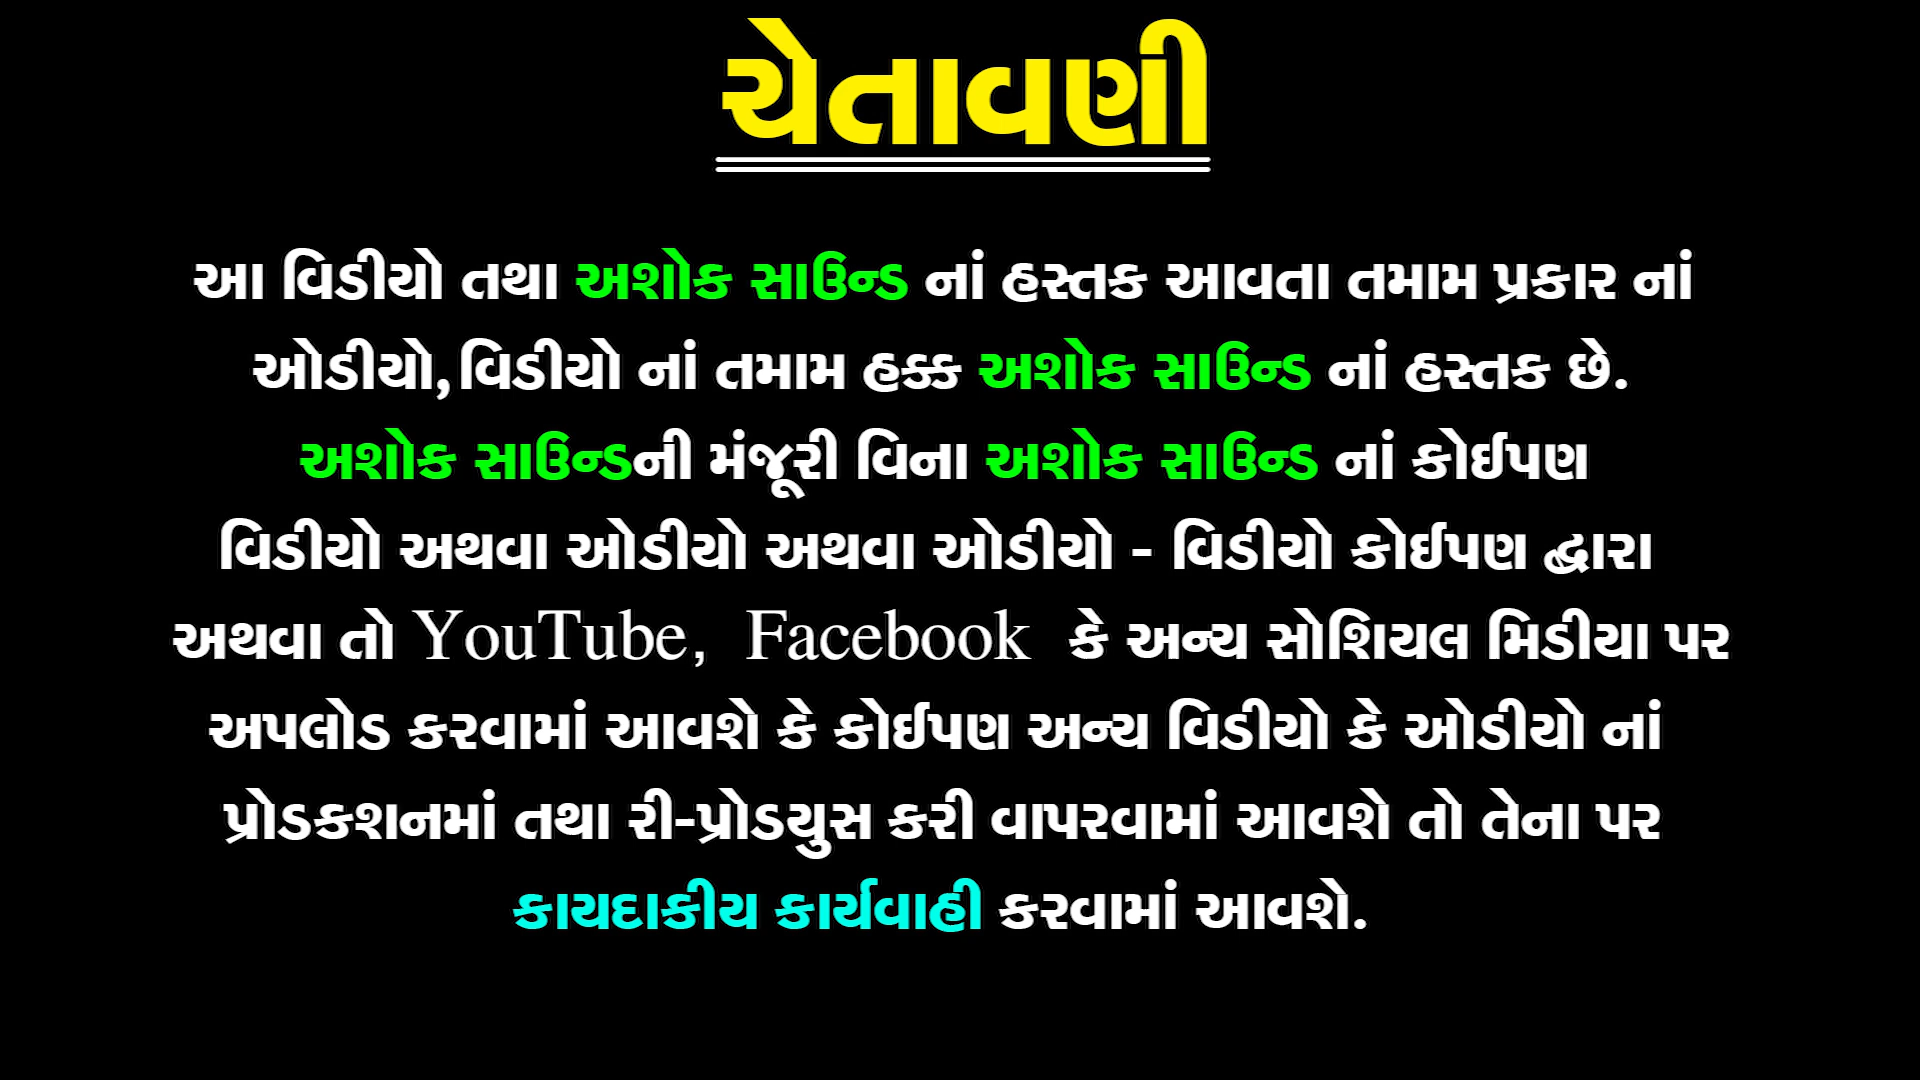 ચેતાવણી
આ વિડીયો તથા અશોક સાઉન્ડ નાં હસ્તક આવતા તમામ પ્રકાર નાં
ઓડીયો,વિડીયો નાં તમામ હક્ક અશોક સાઉન્ડ નાં હસ્તક છે.
અશોક સાઉન્ડની મંજૂરી વિના અશોક સાઉન્ડ નાં કોઈપણ
વિડીયો અથવા ઓડીયો અથવા ઓડીયો - વિડીયો કોઈપણ દ્વારા
અથવા તો YouTube, Facebook કે અન્ય સોશિયલ મિડીયા પર
અપલોડ કરવામાં આવશે કે કોઈપણ અન્ય વિડીયો કે ઓડીયો નાં
પ્રોડકશનમાં તથા રી-પ્રોડયુસ કરી વાપરવામાં આવશે તો તેના પર
કાયદાકીય કાર્યવાહી કરવામાં આવશે.